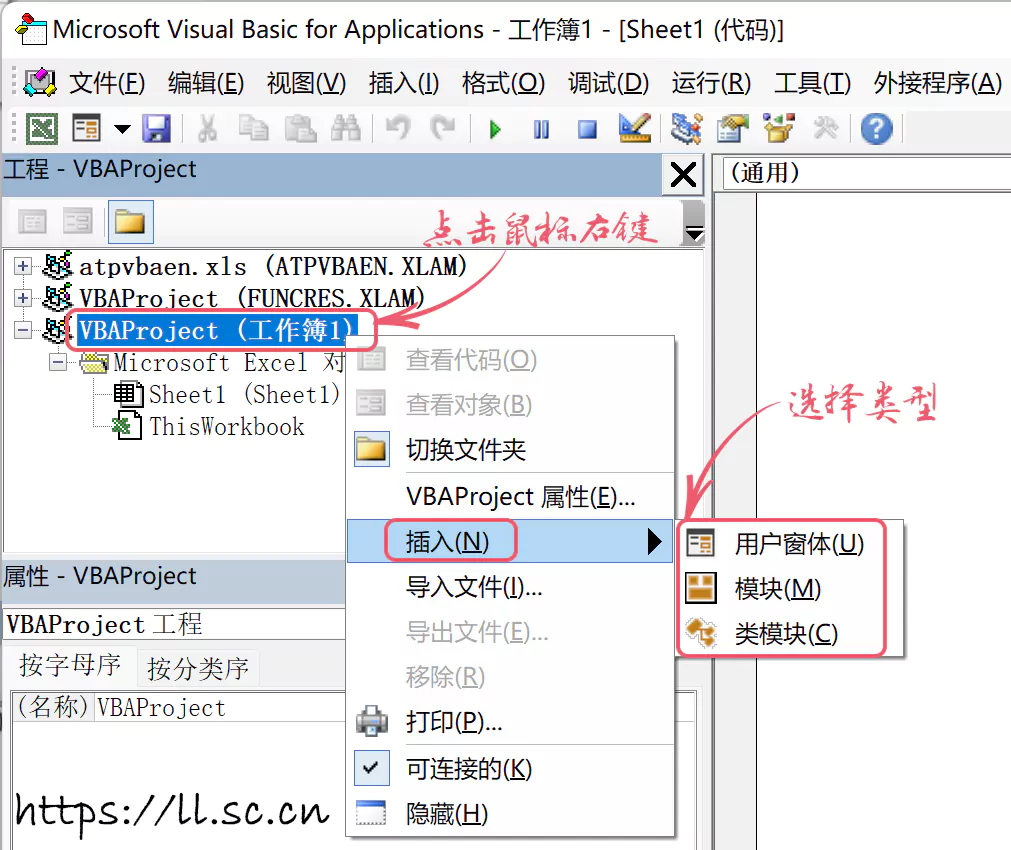 Microsoft Visual Basic for Applications - 工作簿1 - [Sheet1 (代码)]
文件(F) 编辑(E) 视图(V) 插入(I) 格式(O) 调试(D) 运行(R) 工具(T) 外接程序(A)
工程 - VBAProject
(通用)
点击鼠标右键
atpvbaen.xls (ATPVBAEN.XLAM)
VBAProject (FUNCRES.XLAM)
VBAProject (工作簿1)
Microsoft Excel 对
Sheet1 (Sheet1)
ThisWorkbook
查看代码(O)
查看对象(B)
切换文件夹
VBAProject 属性(E)...
插入(N)
导入文件(I)...
导出文件(E)...
移除(R)
打印(P)...
可连接的(K)
隐藏(H)
选择类型
用户窗体(U)
模块(M)
类模块(C)
属性 - VBAProject
VBAProject 工程
按字母序 按分类序
(名称) VBAProject
https://ll.sc.cn